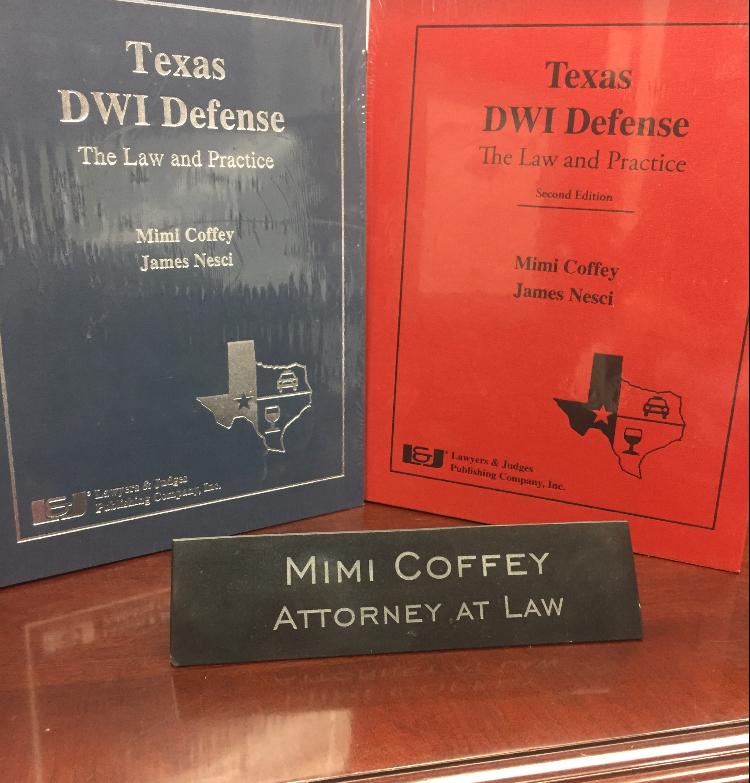 Texas
DWI Defense
The Law and Practice
Mimi Coffey
James Nesci
L&J
Lawyers & Judges
Publishing Company, Inc.
Texas
DWI Defense
The Law and Practice
Second Edition
Mimi Coffey
James Nesci
L&J
Lawyers & Judges
Publishing Company, Inc.
MIMI COFFEY
ATTORNEY AT LAW